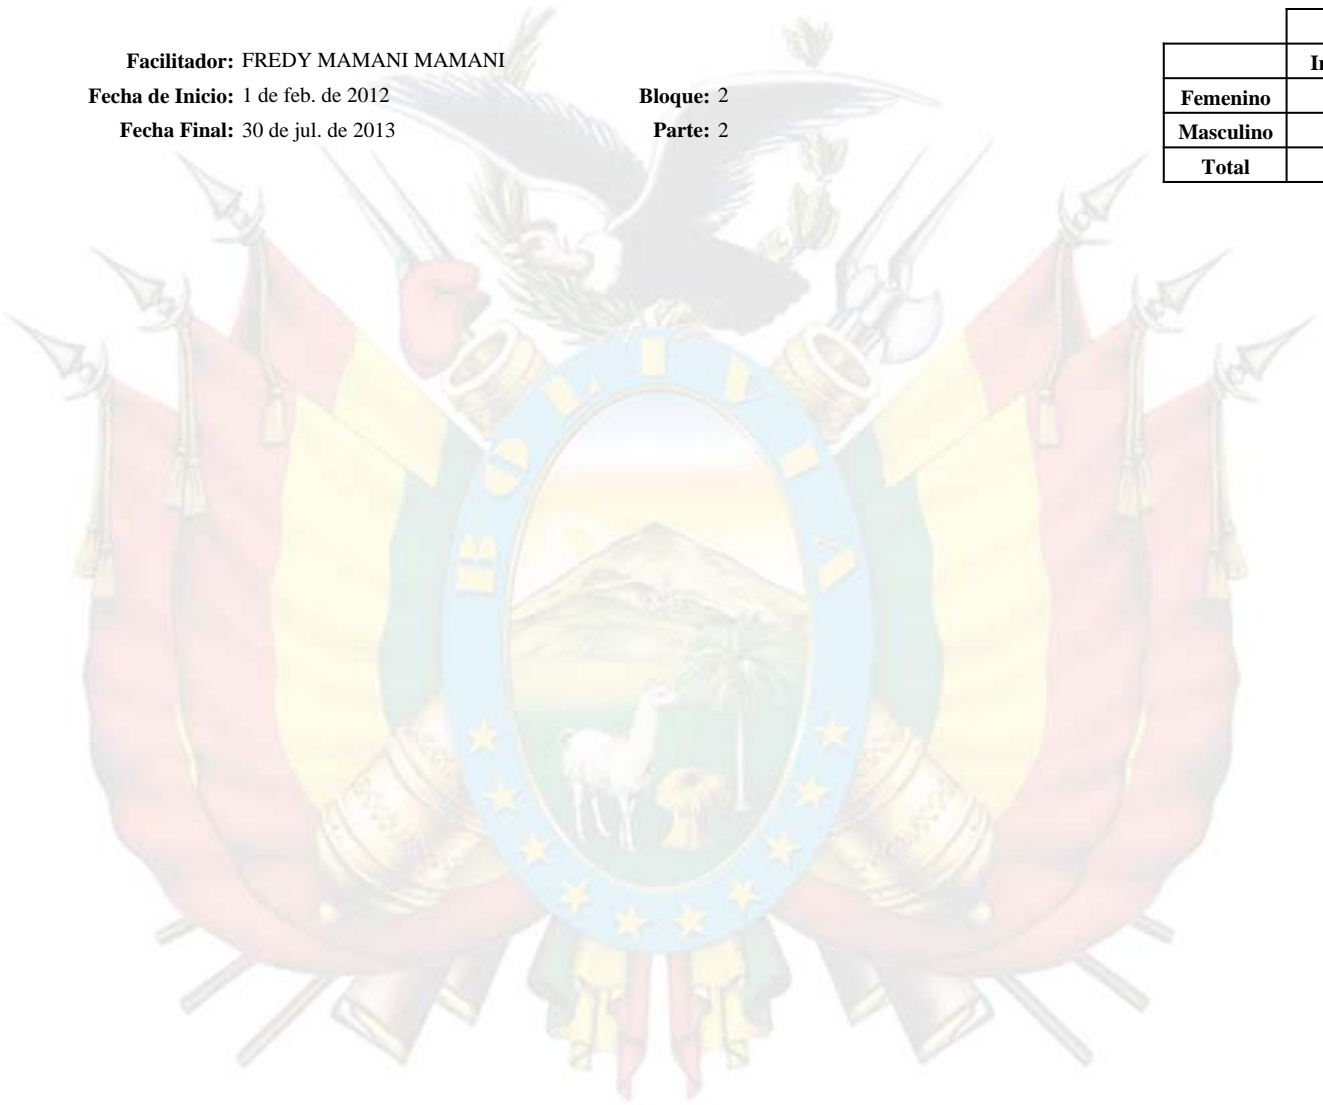 Facilitador: FREDY MAMANI MAMANI
Fecha de Inicio: 1 de feb. de 2012 Bloque: 2
Fecha Final: 30 de jul. de 2013 Parte: 2
Femenino
Masculino
Total
BOLIVIA